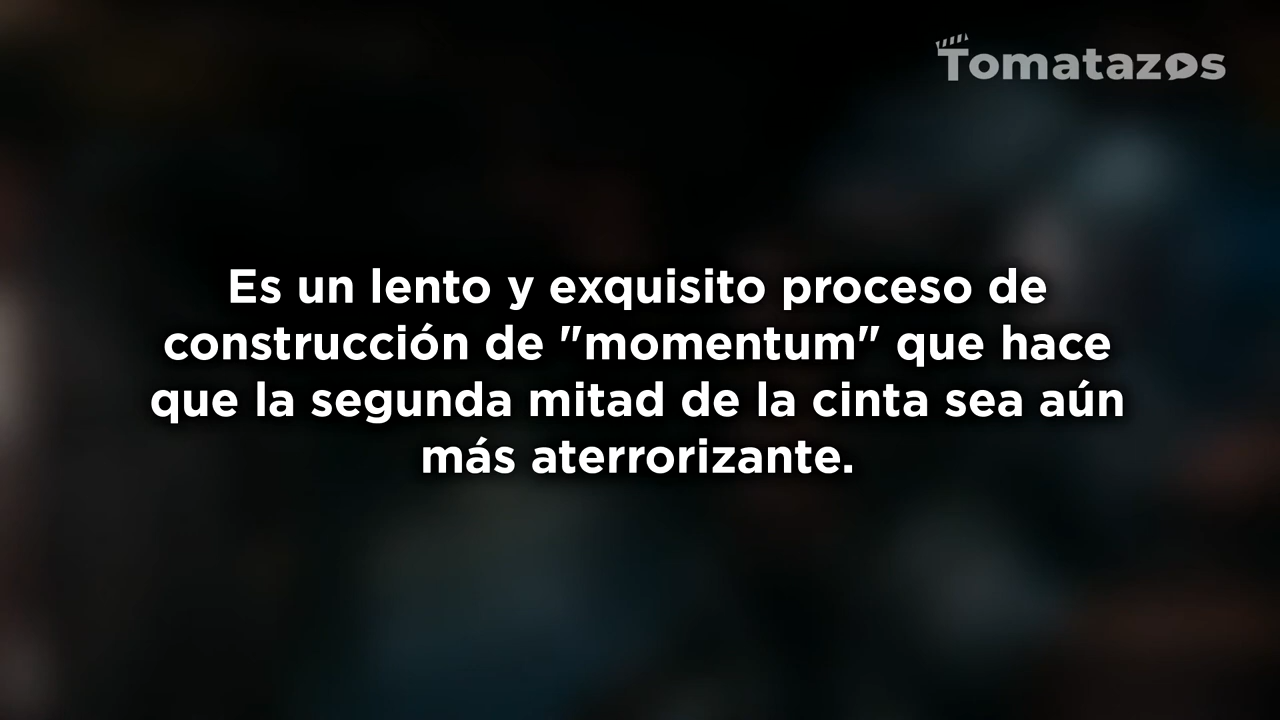 Tomatazos
Es un lento y exquisito proceso de
construcción de "momentum" que hace
que la segunda mitad de la cinta sea aún
más aterrorizante.